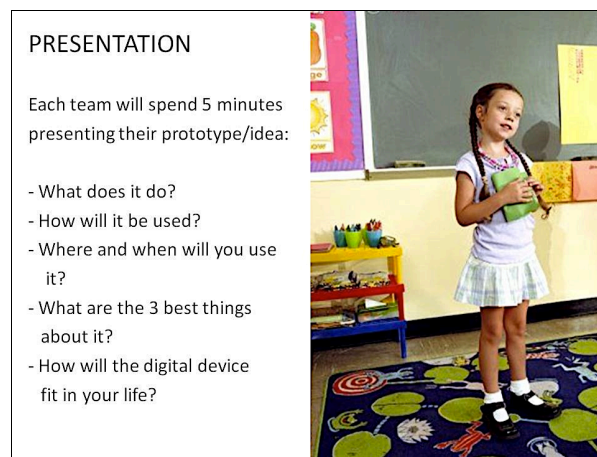 PRESENTATION
Each team will spend 5 minutes
presenting their prototype/idea:
- What does it do?
- How will it be used?
- Where and when will you use
it?
- What are the 3 best things
about it?
- How will the digital device
fit in your life?